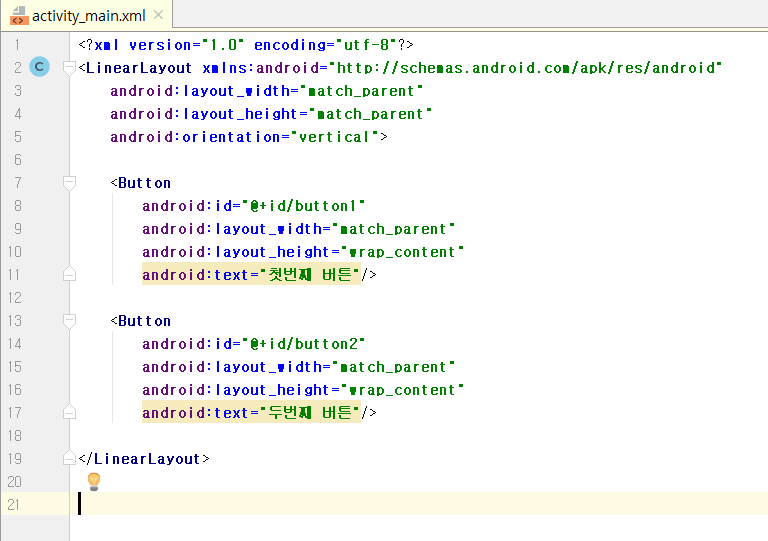 activity_main.xml
1 <?xml version="1.0" encoding="utf-8"?>
2 C <LinearLayout xmlns:android="http://schemas.android.com/apk/res/android"
3 android:layout_width="match_parent"
4 android:layout_height="match_parent"
5 android:orientation="vertical">
6
7 <Button
8 android:id="@+id/button1"
9 android:layout_width="match_parent"
10 android:layout_height="wrap_content"
11 android:text="첫번째 버튼"/>
12
13 <Button
14 android:id="@+id/button2"
15 android:layout_width="match_parent"
16 android:layout_height="wrap_content"
17 android:text="두번째 버튼"/>
18
19 </LinearLayout>
20
21